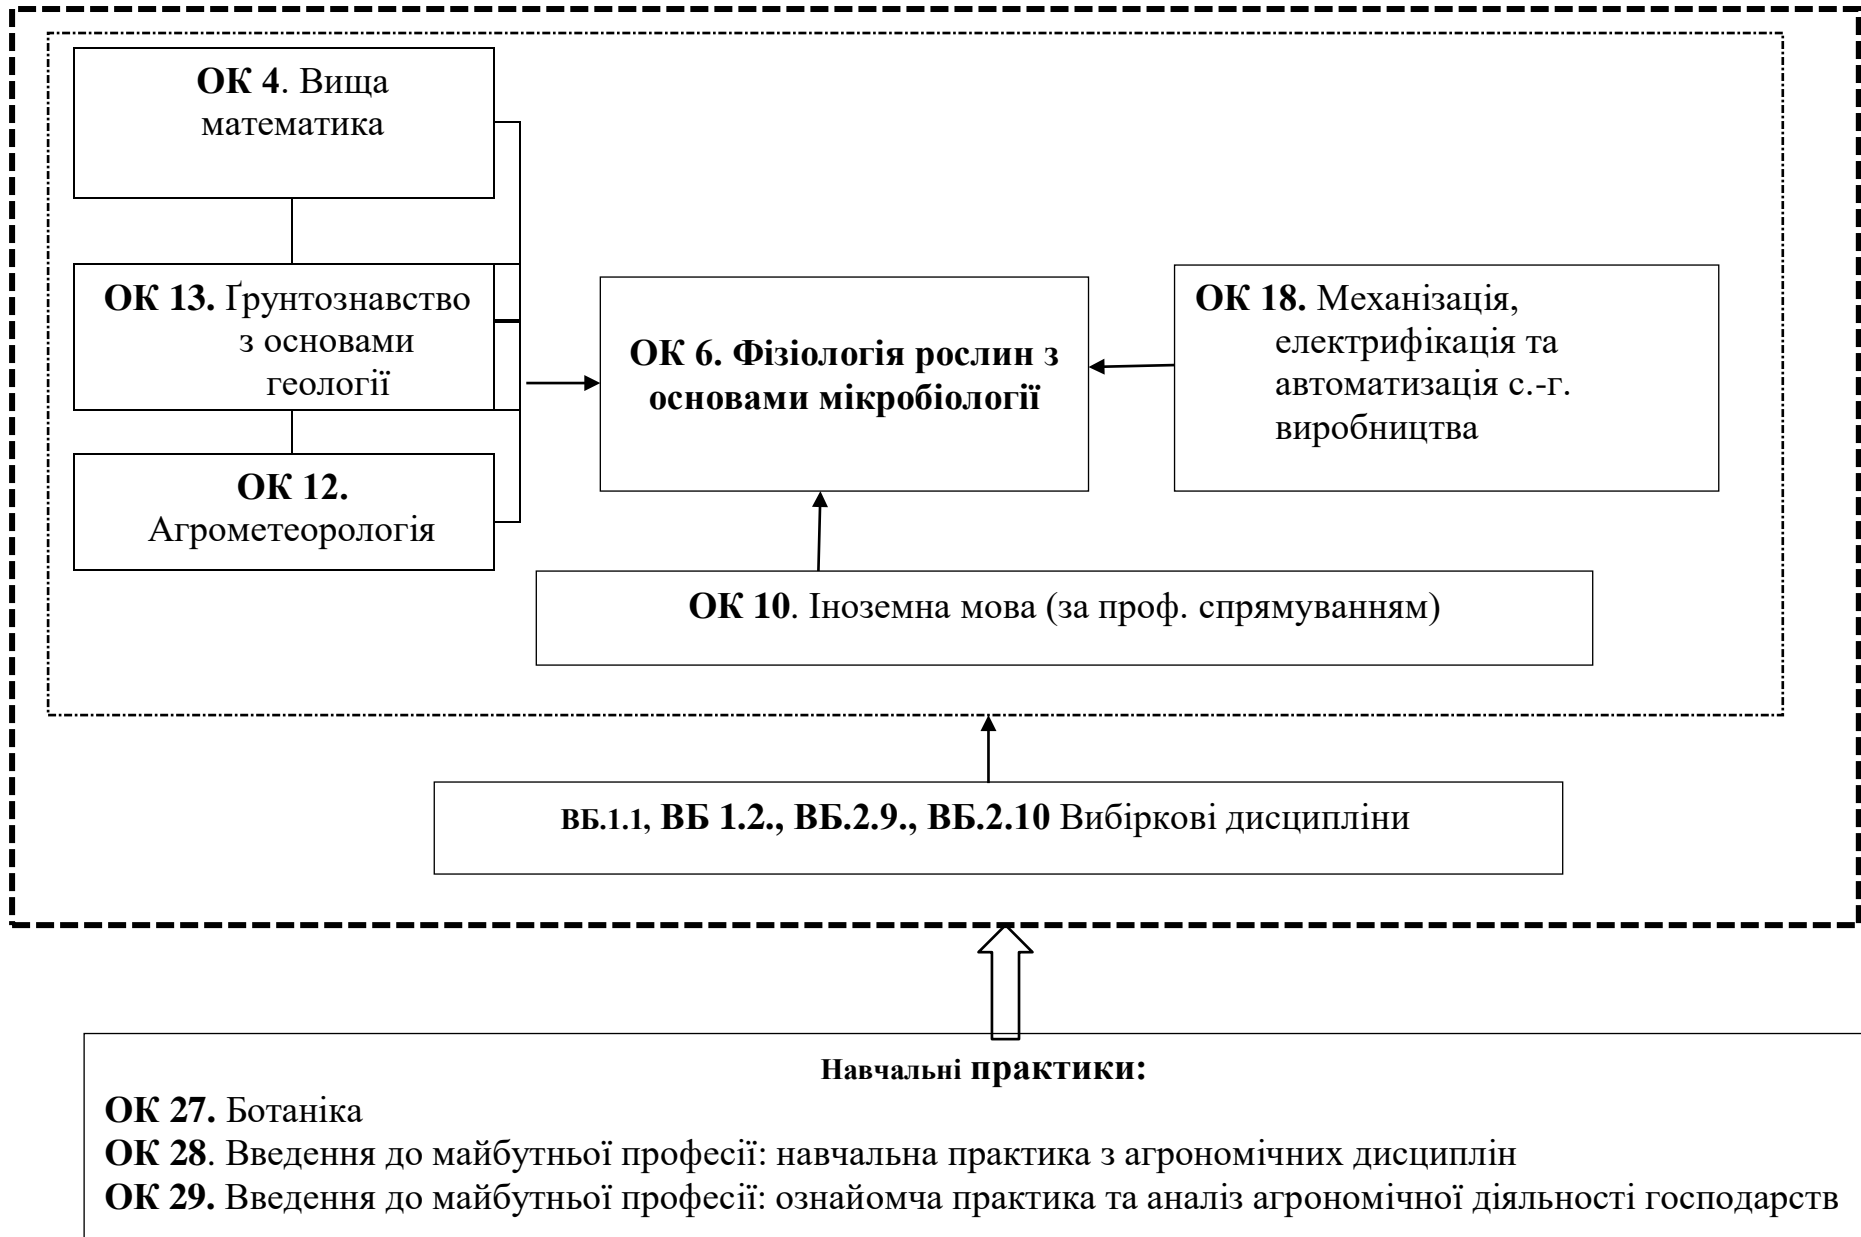 ОК 4. Вища
математика
ОК 13. Ґрунтознавство
з основами
геології
ОК 12.
Агрометеорологія
ОК 6. Фізіологія рослин з
основами мікробіології
ОК 18. Механізація,
електрифікація та
автоматизація с.-г.
виробництва
ОК 10. Іноземна мова (за проф. спрямуванням)
ВБ.1.1, ВБ 1.2., ВБ.2.9., ВБ.2.10 Вибіркові дисципліни
Навчальні практики:
ОК 27. Ботаніка
ОК 28. Введення до майбутньої професії: навчальна практика з агрономічних дисциплін
ОК 29. Введення до майбутньої професії: ознайомча практика та аналіз агрономічної діяльності господарств